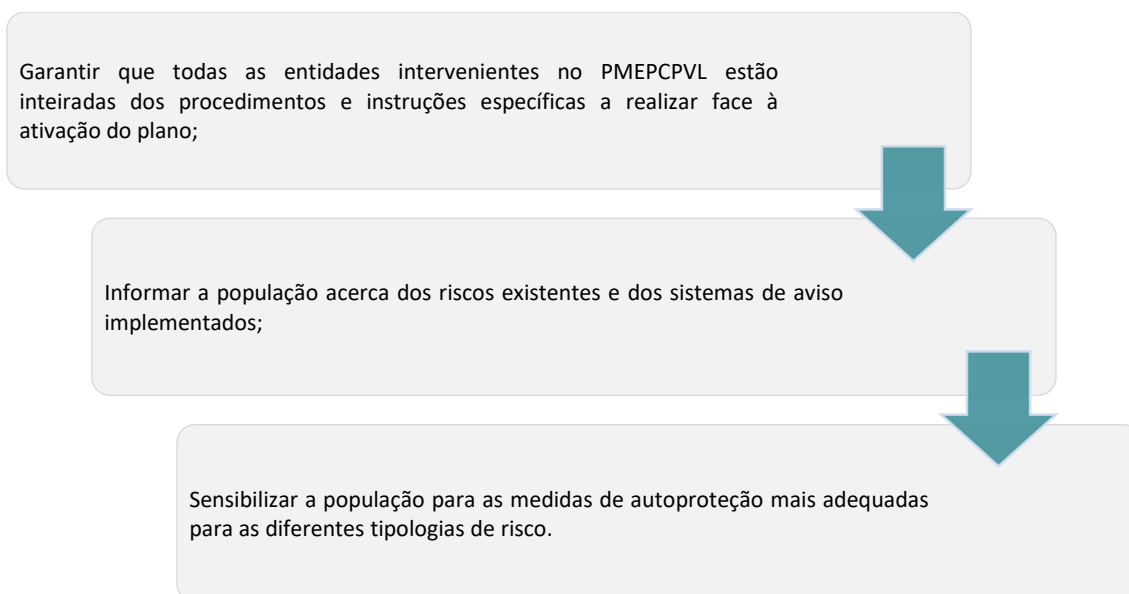 Garantir que todas as entidades intervenientes no PMEPCPVL estão
inteiradas dos procedimentos e instruções específicas a realizar face à
ativação do plano;
Informar a população acerca dos riscos existentes e dos sistemas de aviso
implementados;
Sensibilizar a população para as medidas de autoproteção mais adequadas
para as diferentes tipologias de risco.